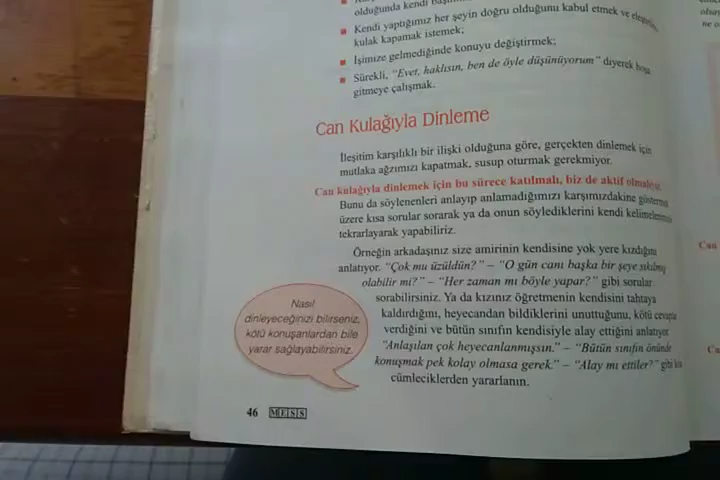 olduğunda kendi
Kendi yaptığımız her şeyin doğru olduğunu kabul etmek ve
kulak kapamak istemek;
İşimize gelmediğinde konuyu değiştirmek;
Sürekli, "Evet, haklısın, ben de öyle düşünüyorum" diyerek hoşa
gitmeye çalışmak.
Can Kulağıyla Dinleme
İleşitim karşılıklı bir ilişki olduğuna göre, gerçekten dinlemek için
mutlaka ağzımızı kapatmak, susup oturmak gerekmiyor.
Can kulağıyla dinlemek için bu sürece katılmalı, biz de aktif olmalıyız.
Bunu da söylenenleri anlayıp anlamadığımızı karşımızdakine göstermek
üzere kısa sorular sorarak ya da onun söylediklerini kendi kelimelerimizle
tekrarlayarak yapabiliriz.
Örneğin arkadaşınız size amirinin kendisine yok yere kızdığını
anlatıyor. "Çok mu üzüldün?" – "O gün canı başka bir şeye sıkılmış
olabilir mi?" – "Her zaman mı böyle yapar?" gibi sorular
sorabilirsiniz. Ya da kızınız öğretmenin kendisini tahtaya
kaldırdığını, heyecandan bildiklerini unuttuğunu, kötü cevaplar
verdiğini ve bütün sınıfın kendisiyle alay ettiğini anlatıyor
"Anlaşılan çok heyecanlanmışsın." – "Bütün sınıfın önünde
konuşmak pek kolay olmasa gerek." – "Alay mı ettiler?" gibi
cümleciklerden yararlanın.
Nasıl
dinleyeceğinizi bilirseniz,
kötü konuşanlardan bile
yarar sağlayabilirsiniz.
46 MESS
Can